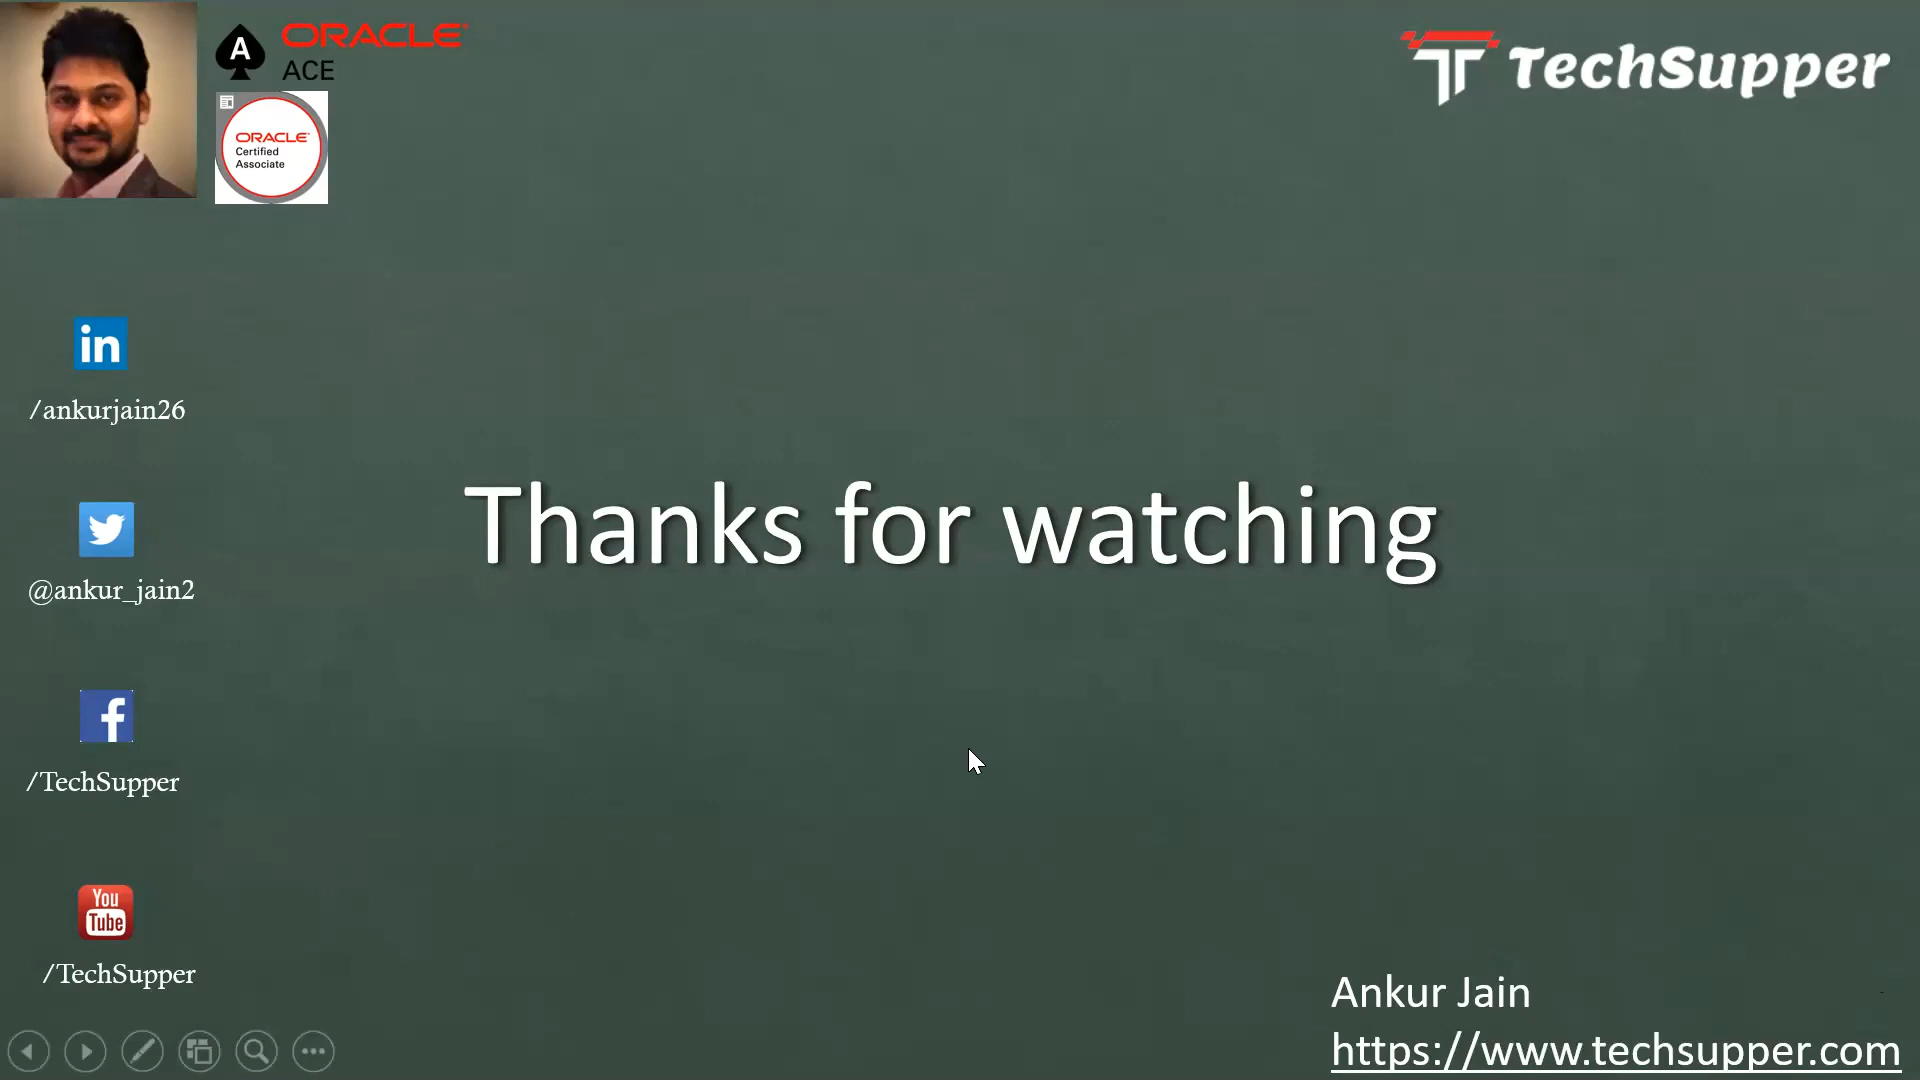 A
ORACLE
ACE
ORACLE
Certified
Associate
TechSupper
in
/ankurjain26
@ankur_jain2
f
/TechSupper
You
Tube
/TechSupper
Thanks for watching
Ankur Jain
https://www.techsupper.com